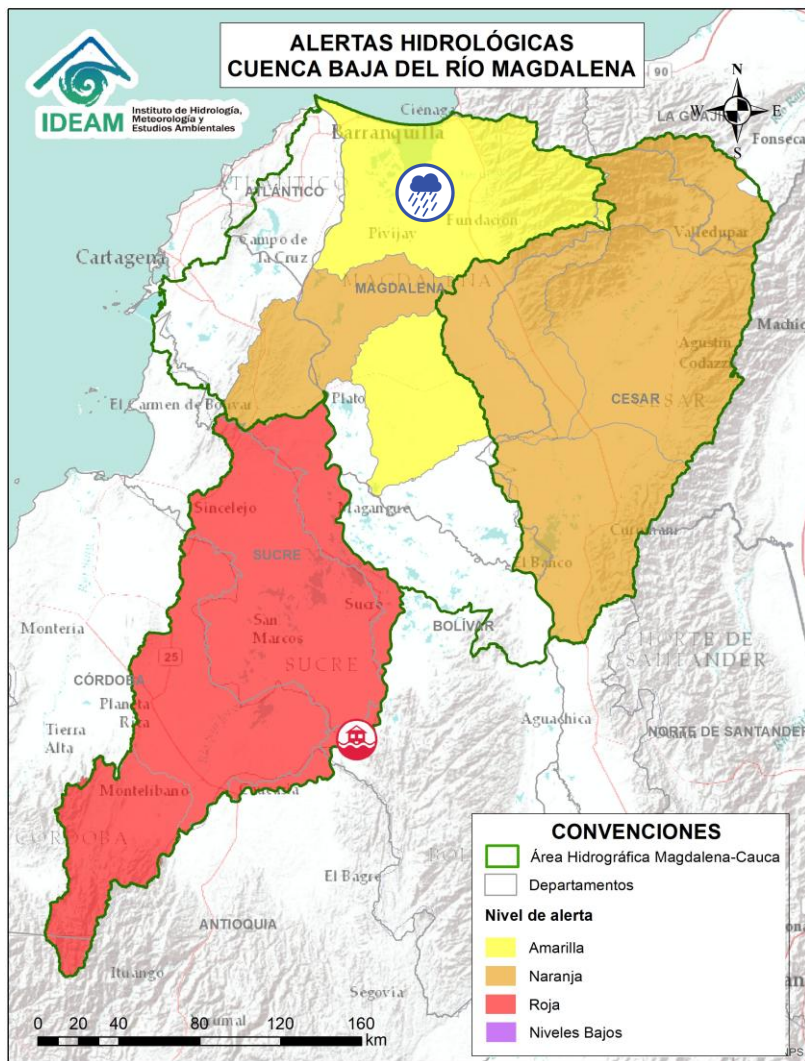 ALERTAS HIDROLÓGICAS
CUENCA BAJA DEL RÍO MAGDALENA
IDEAM
Instituto de Hidrología,
Meteorología y
Estudios Ambientales
N
W
E
S
90
LA GUAJI
Fonseca
Ciénaga
Barranquilla
ATLÁNTICO
Cartagena
Campo de
la Cruz
Pivijay
Fundación
Valledupar
MAGDALENA
MAGDALENA
Agustín
Codazzi
CESAR
El Carmen de Bolívar
Plato
Sincelejo
Magangue
SUCRE
El Banco
Sucre
San
Marcos
SUCRE
BOLÍVAR
Montería
25
CÓRDOBA
Planeta
Rica
Tierra
Alta
NORTE DE
SANTANDER
Aguachica
NORTE DE SANTANDER
Montelibano
CÓRDOBA
El Bagre
ANTIOQUIA
Ituango
Segovia
CONVENCIONES
Área Hidrográfica Magdalena-Cauca
Departamentos
Nivel de alerta
Amarilla
Naranja
Roja
Niveles Bajos
0 20 40 80 120 160
km